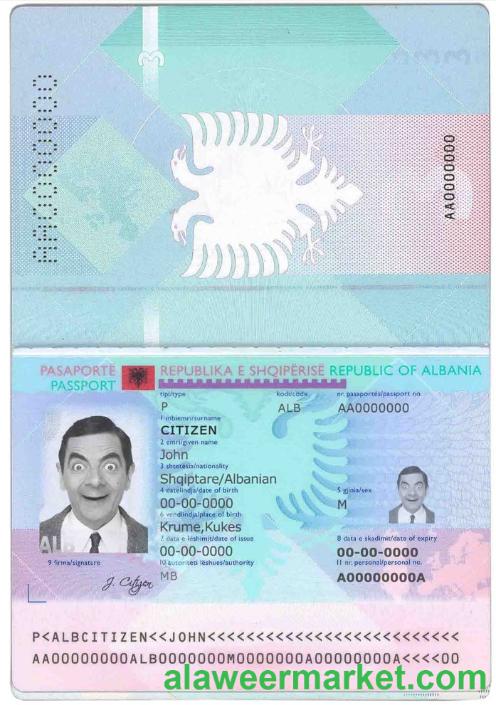 AA0000000
AA0000000
PASAPORTË
PASSPORT
REPUBLIKA E SHQIPËRISË REPUBLIC OF ALBANIA
tipi/type
kodi/code
nr. pasaportës/passport no.
P
ALB
AA0000000
1 mbiemri/surname
CITIZEN
2 emri/given name
John
3 shtetësia/nationality
Shqiptare/Albanian
4 datelindja/date of birth
5 gjinia/sex
00-00-0000
M
6 vendlindja/place of birth
Krume,Kukes
7 data e lëshimit/date of issue
8 data e skadimit/date of expiry
00-00-0000
00-00-0000
9 firma/signature
10 autoriteti lëshues/authority
11 nr. personal/personal no.
J. Citizen
MB
A00000000A
P<ALBCITIZEN<<JOHN<<<<<<<<<<<<<<<<<<<<<<<<<<
AA00000000ALB0000000M0000000A00000000A<<<<00
alaweermarket.com